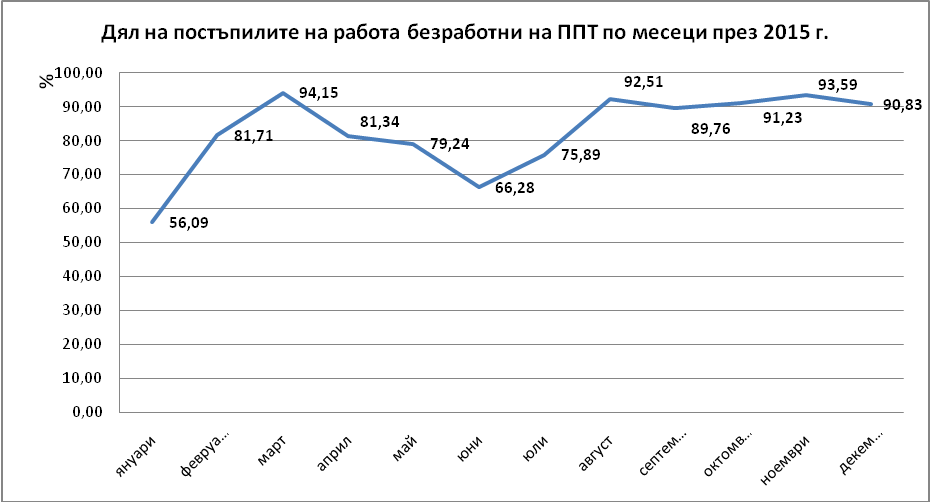 Дял на постъпилите на работа безработни на ППТ по месеци през 2015 г.
%
100,00
90,00
80,00
70,00
60,00
50,00
40,00
30,00
20,00
10,00
0,00
56,09
81,71
94,15
81,34
79,24
66,28
75,89
92,51
89,76
91,23
93,59
90,83
януари
февруа...
март
април
май
юни
юли
август
септем...
октомв...
ноември
декем...